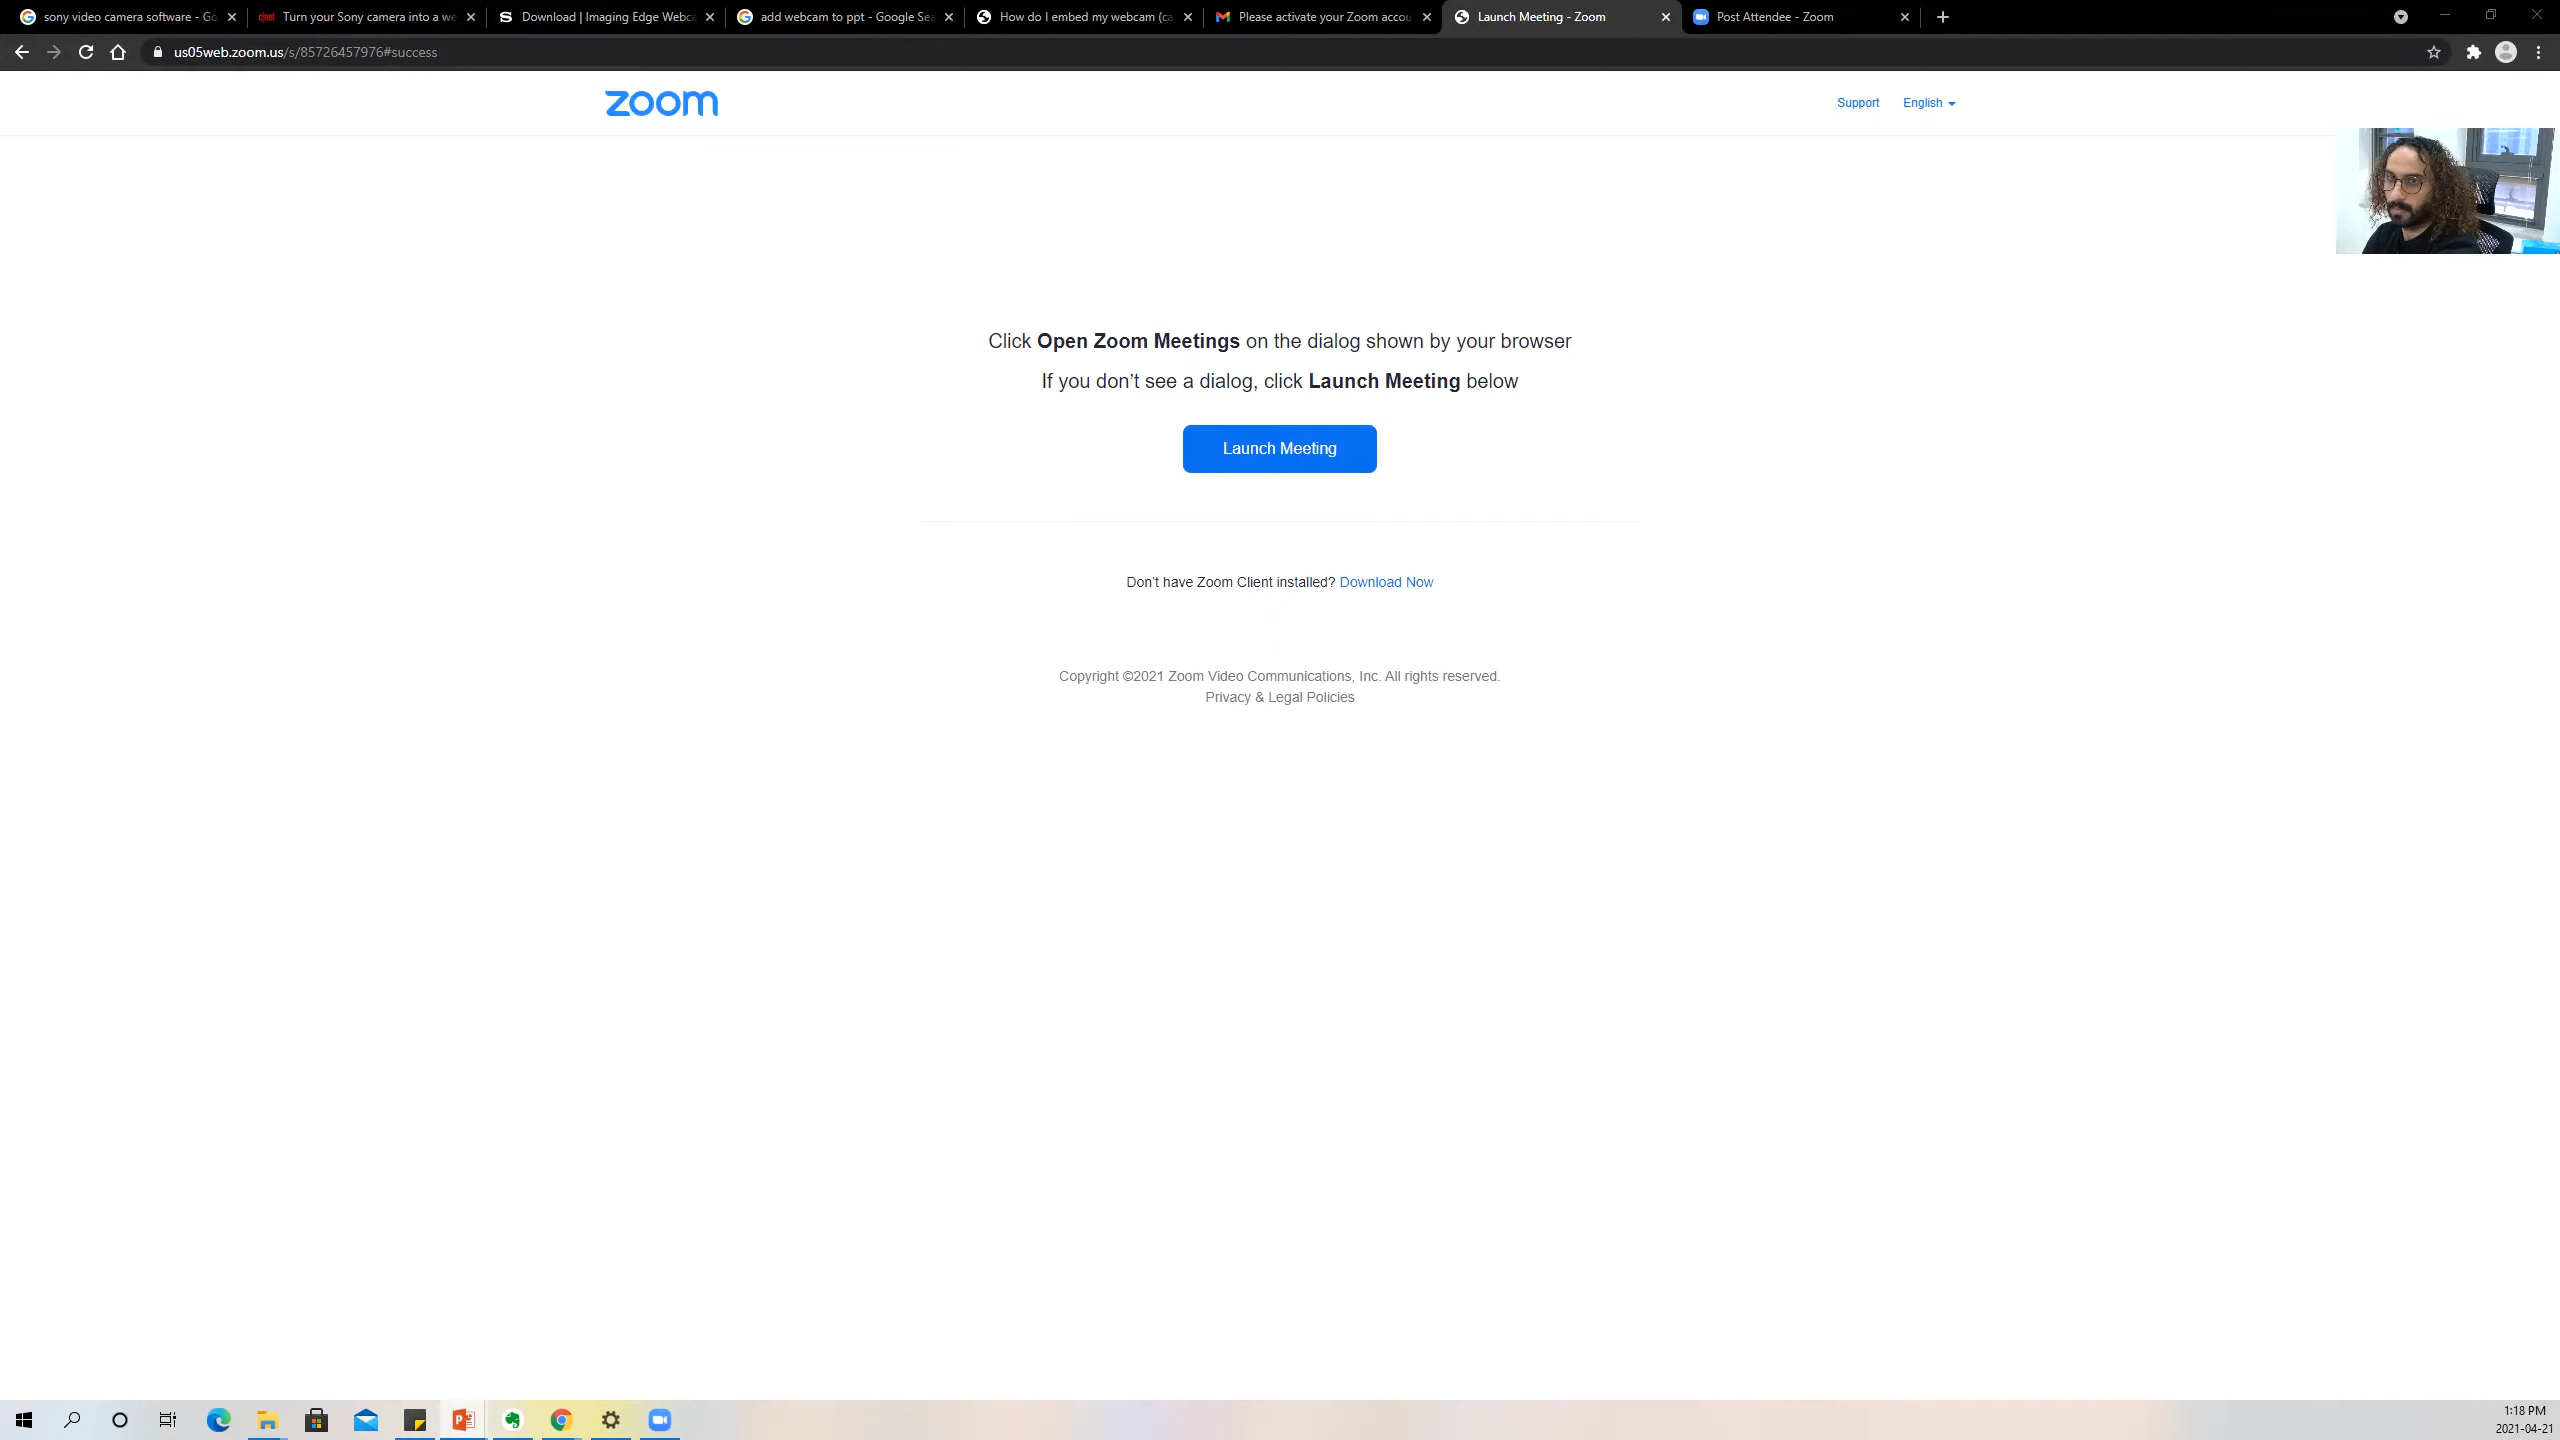 sony video camera software - Go
cnet Turn your Sony camera into a we
Download | Imaging Edge Webca
add webcam to ppt - Google Sea
How do I embed my webcam (ca
Please activate your Zoom accou
Launch Meeting - Zoom
Post Attendee - Zoom
us05web.zoom.us/s/85726457976#success
zoom
Support
English
Click Open Zoom Meetings on the dialog shown by your browser
If you don’t see a dialog, click Launch Meeting below
Launch Meeting
Don’t have Zoom Client installed? Download Now
Copyright ©2021 Zoom Video Communications, Inc. All rights reserved.
Privacy & Legal Policies
1:18 PM
2021-04-21